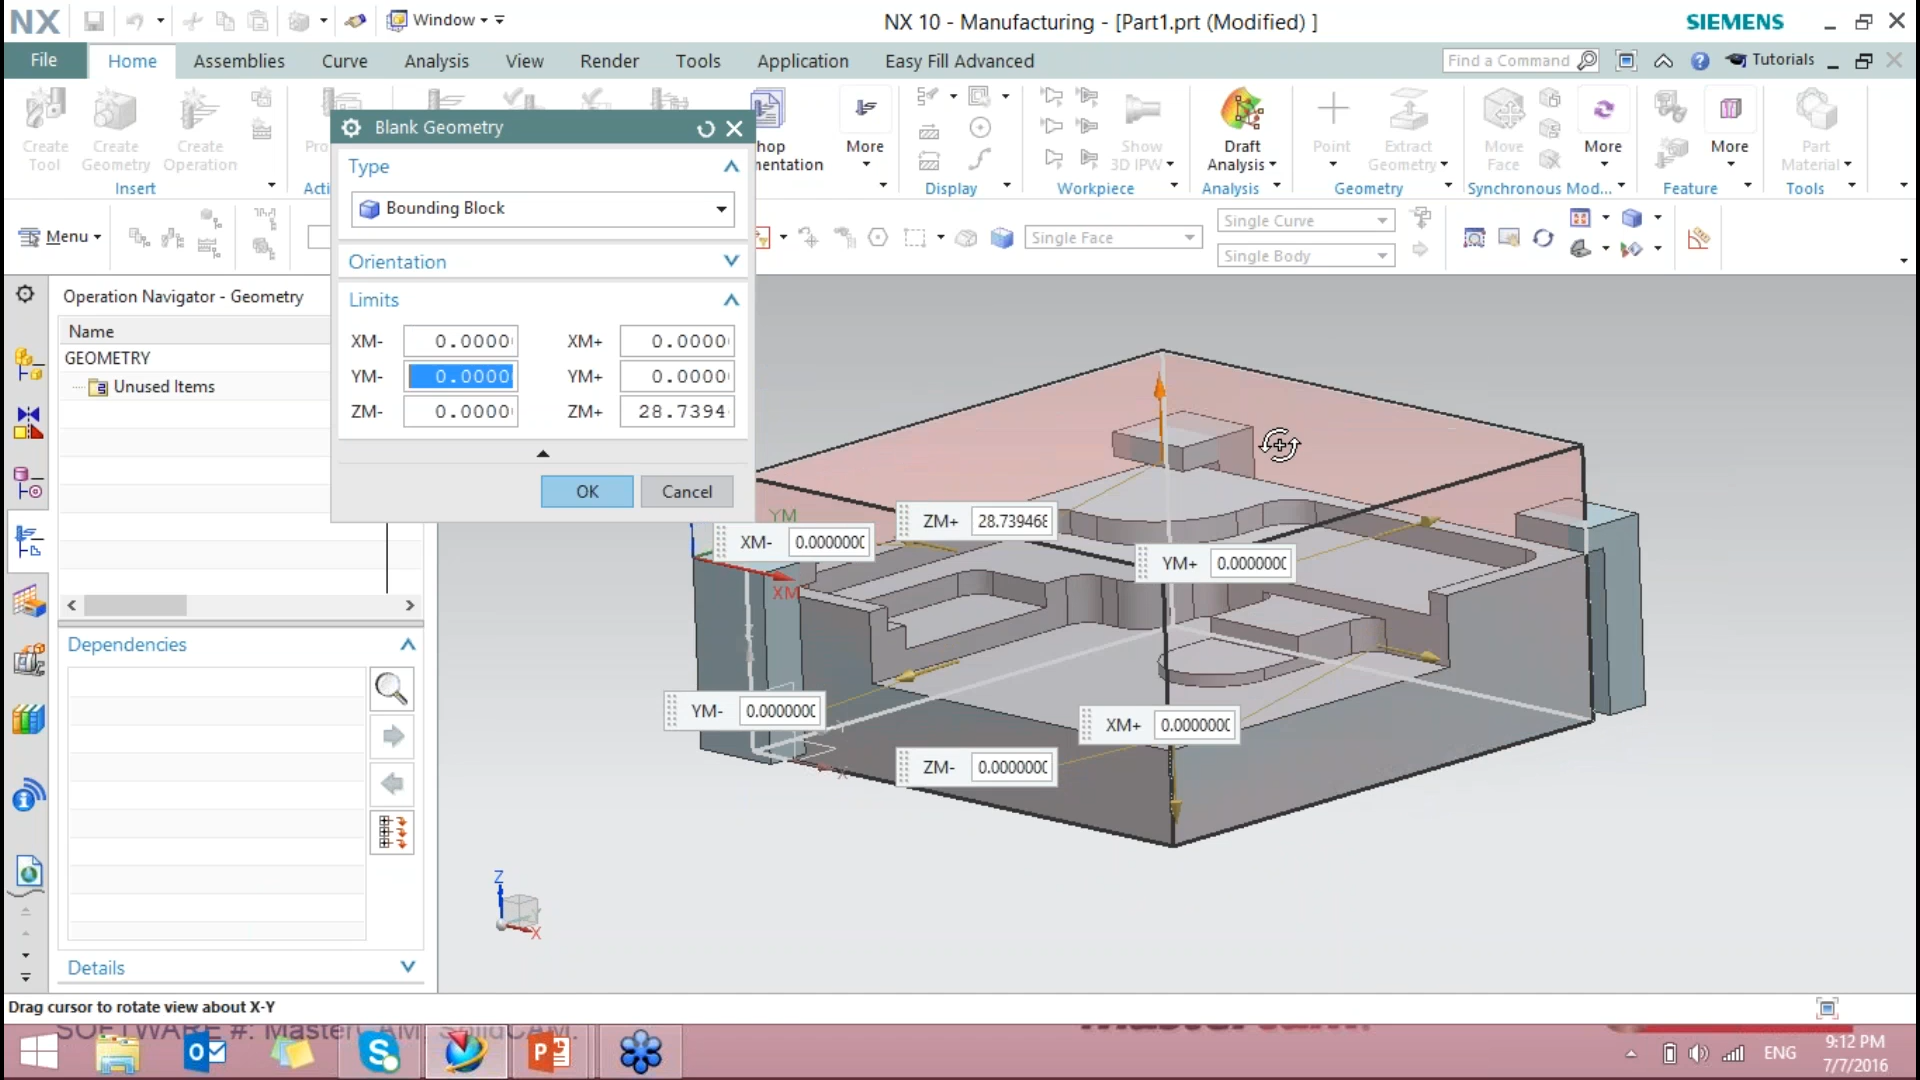 NX
Window
NX 10 - Manufacturing - [Part1.prt (Modified) ]
SIEMENS
File
Home
Assemblies
Curve
Analysis
View
Render
Tools
Application
Easy Fill Advanced
Find a Command
Tutorials
Create Tool
Create Geometry
Create Operation
Insert
Blank Geometry
Type
Bounding Block
Orientation
Limits
XM- 0.0000 XM+ 0.0000
YM- 0.0000 YM+ 0.0000
ZM- 0.0000 ZM+ 28.7394
OK
Cancel
More
Display
Show 3D IPW
Workpiece
Draft Analysis
Analysis
Point
Extract Geometry
Geometry
Move Face
More
Synchronous Mod...
More
Feature
Part Material
Tools
Menu
Single Face
Single Curve
Single Body
Operation Navigator - Geometry
Name
GEOMETRY
Unused Items
Dependencies
Details
YM
XM- 0.0000000
ZM+ 28.739468
YM+ 0.0000000
XM
YM- 0.0000000
XM+ 0.0000000
ZM- 0.0000000
X
Z
X
Drag cursor to rotate view about X-Y
SOFTWARE #: MasterCAM, SolidCAM.
ENG
9:12 PM
7/7/2016